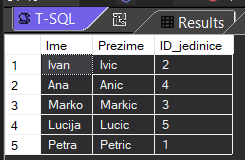 T-SQL Results
Ime Prezime ID_jedinice
1 Ivan Ivic 2
2 Ana Anic 4
3 Marko Markic 3
4 Lucija Lucic 5
5 Petra Petric 1